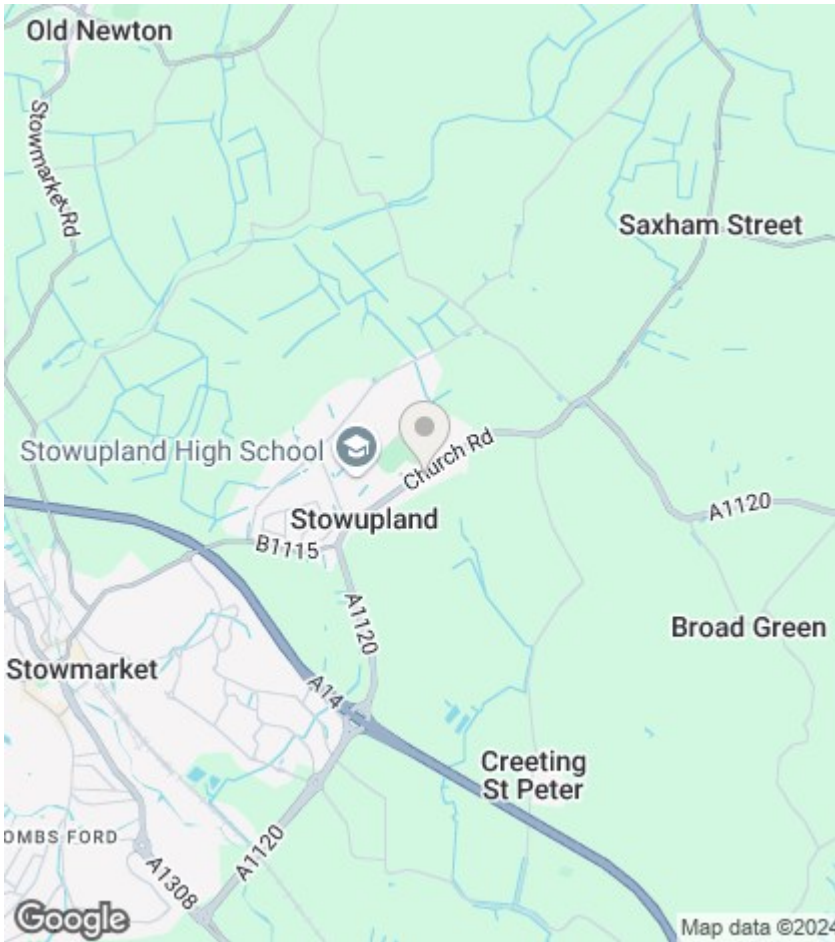 Old Newton
Stowmarket Rd
Saxham Street
Stowupland High School
Church Rd
Stowupland
B1115
A1120
A1120
Broad Green
Stowmarket
A14
Creeting
St Peter
OMBS FORD
A1120
A1308
Google
Map data ©2024